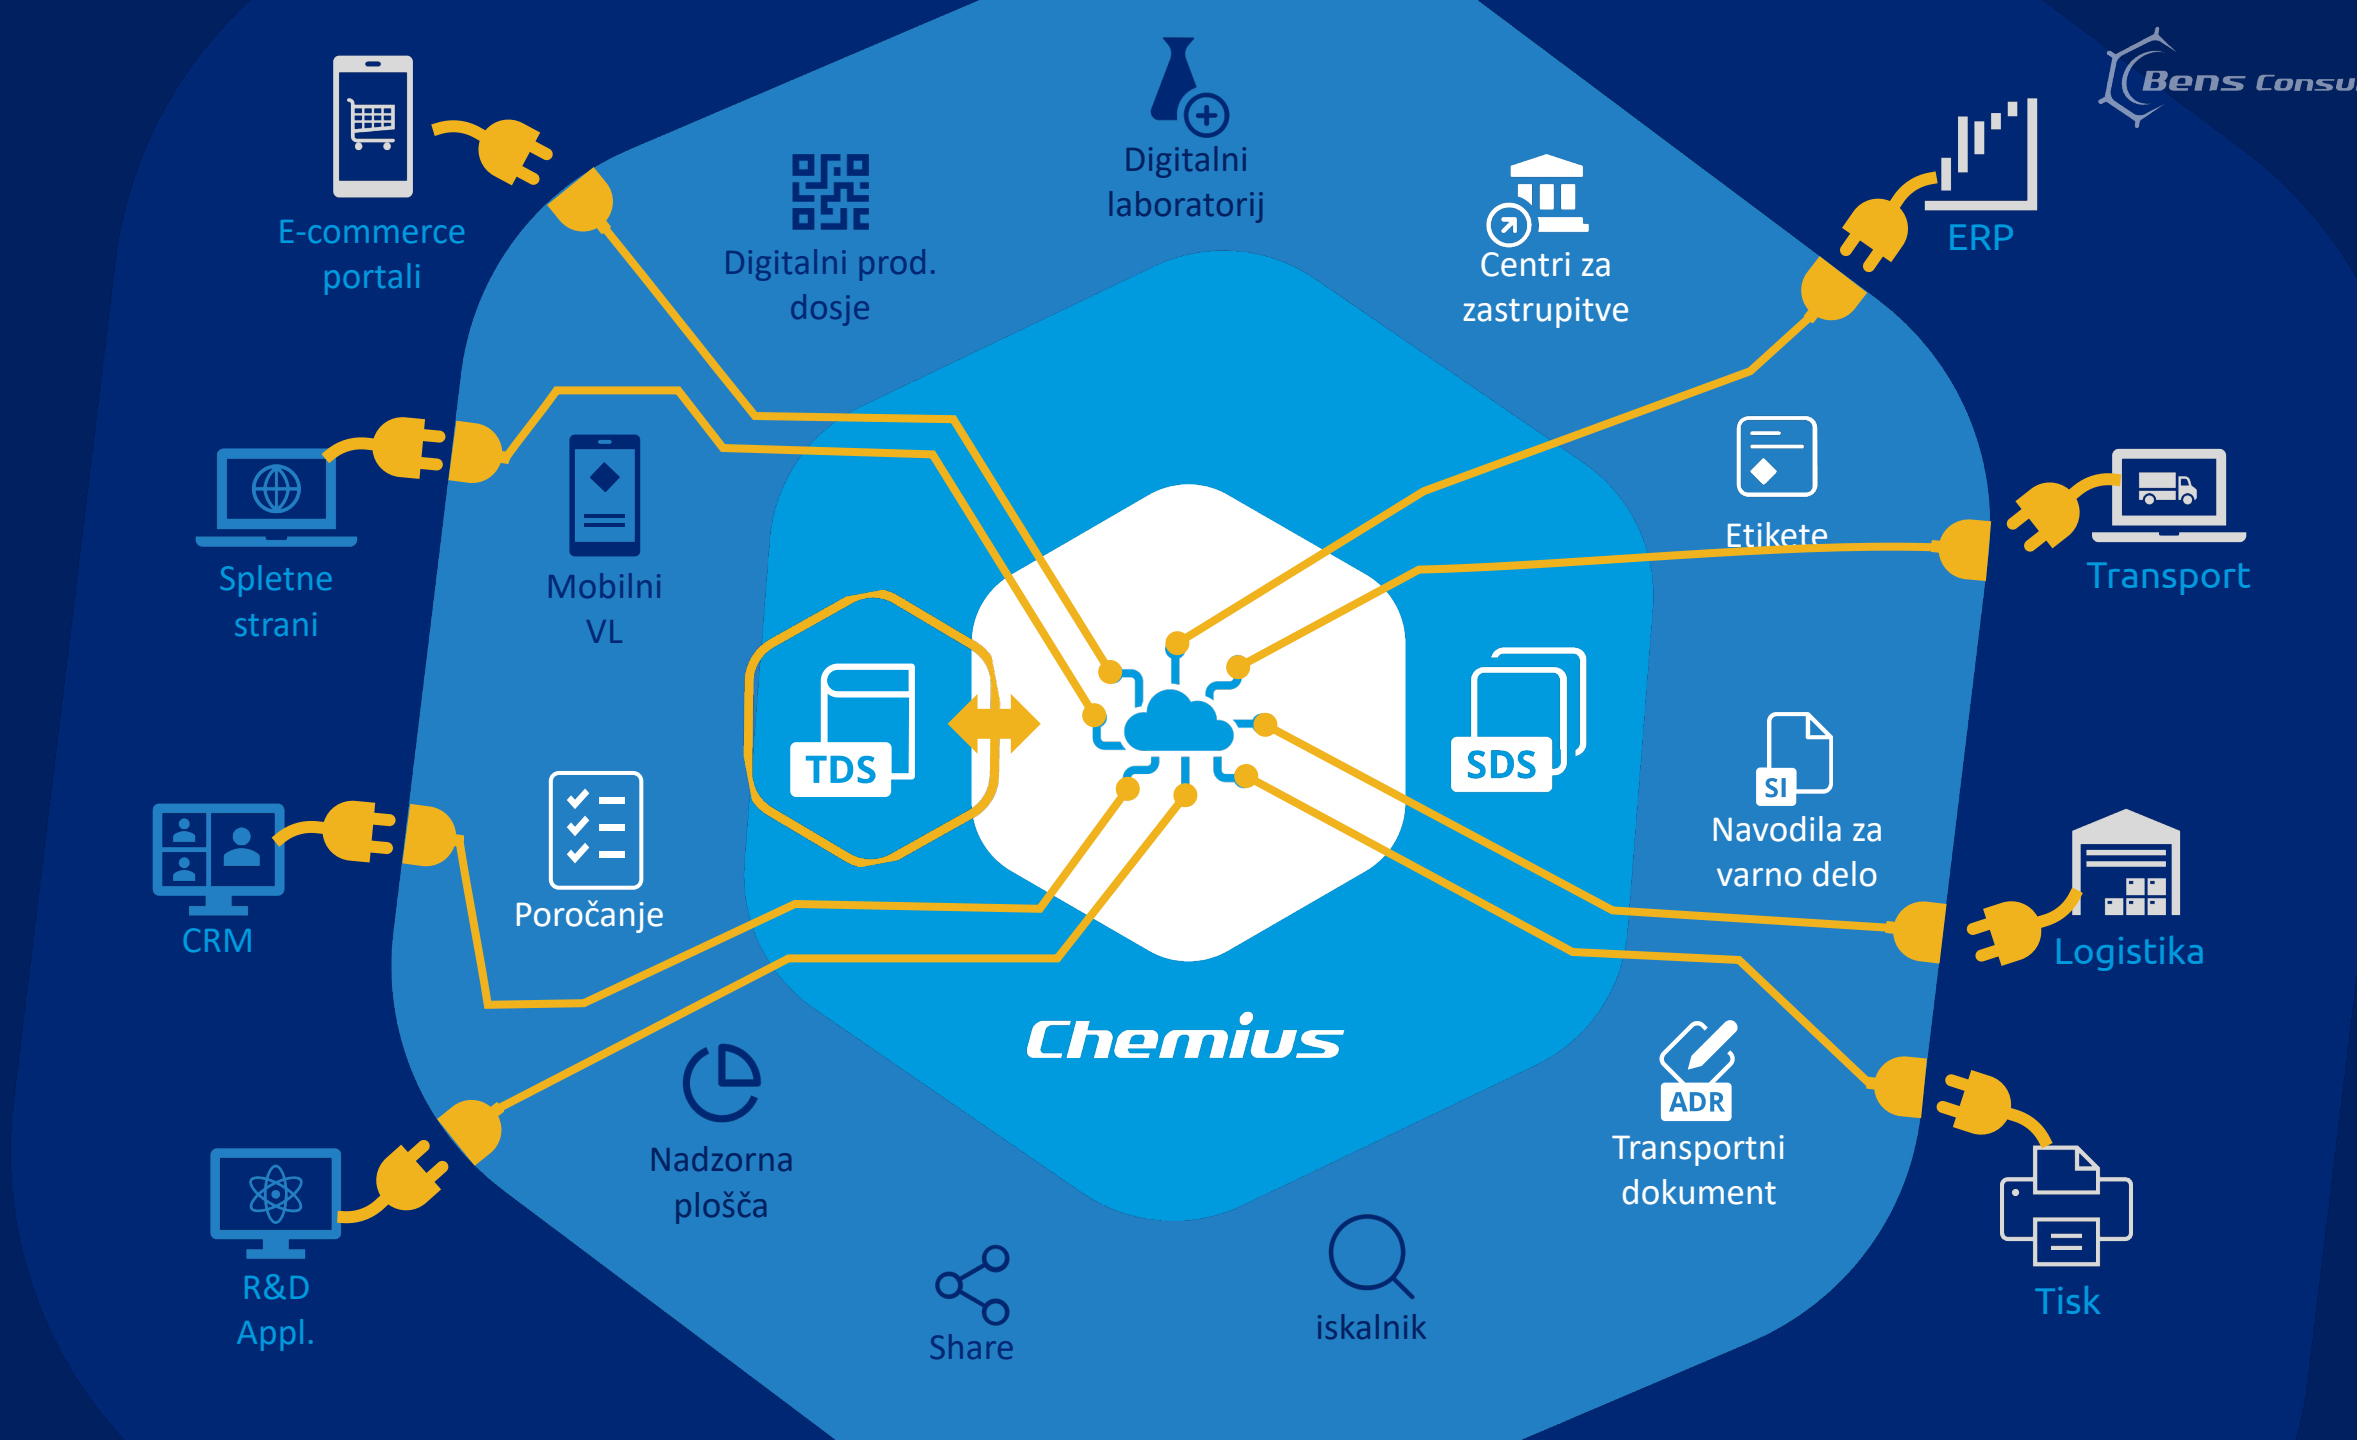 Bens Consu
E-commerce
portali
Digitalni prod.
dosje
Digitalni
laboratorij
Centri za
zastrupitve
ERP
Spletne
strani
Mobilni
VL
Etikete
Transport
TDS
SDS
CRM
Poročanje
SI
Navodila za
varno delo
Logistika
Chemius
R&D
Appl.
Nadzorna
plošča
Share
iskalnik
ADR
Transportni
dokument
Tisk